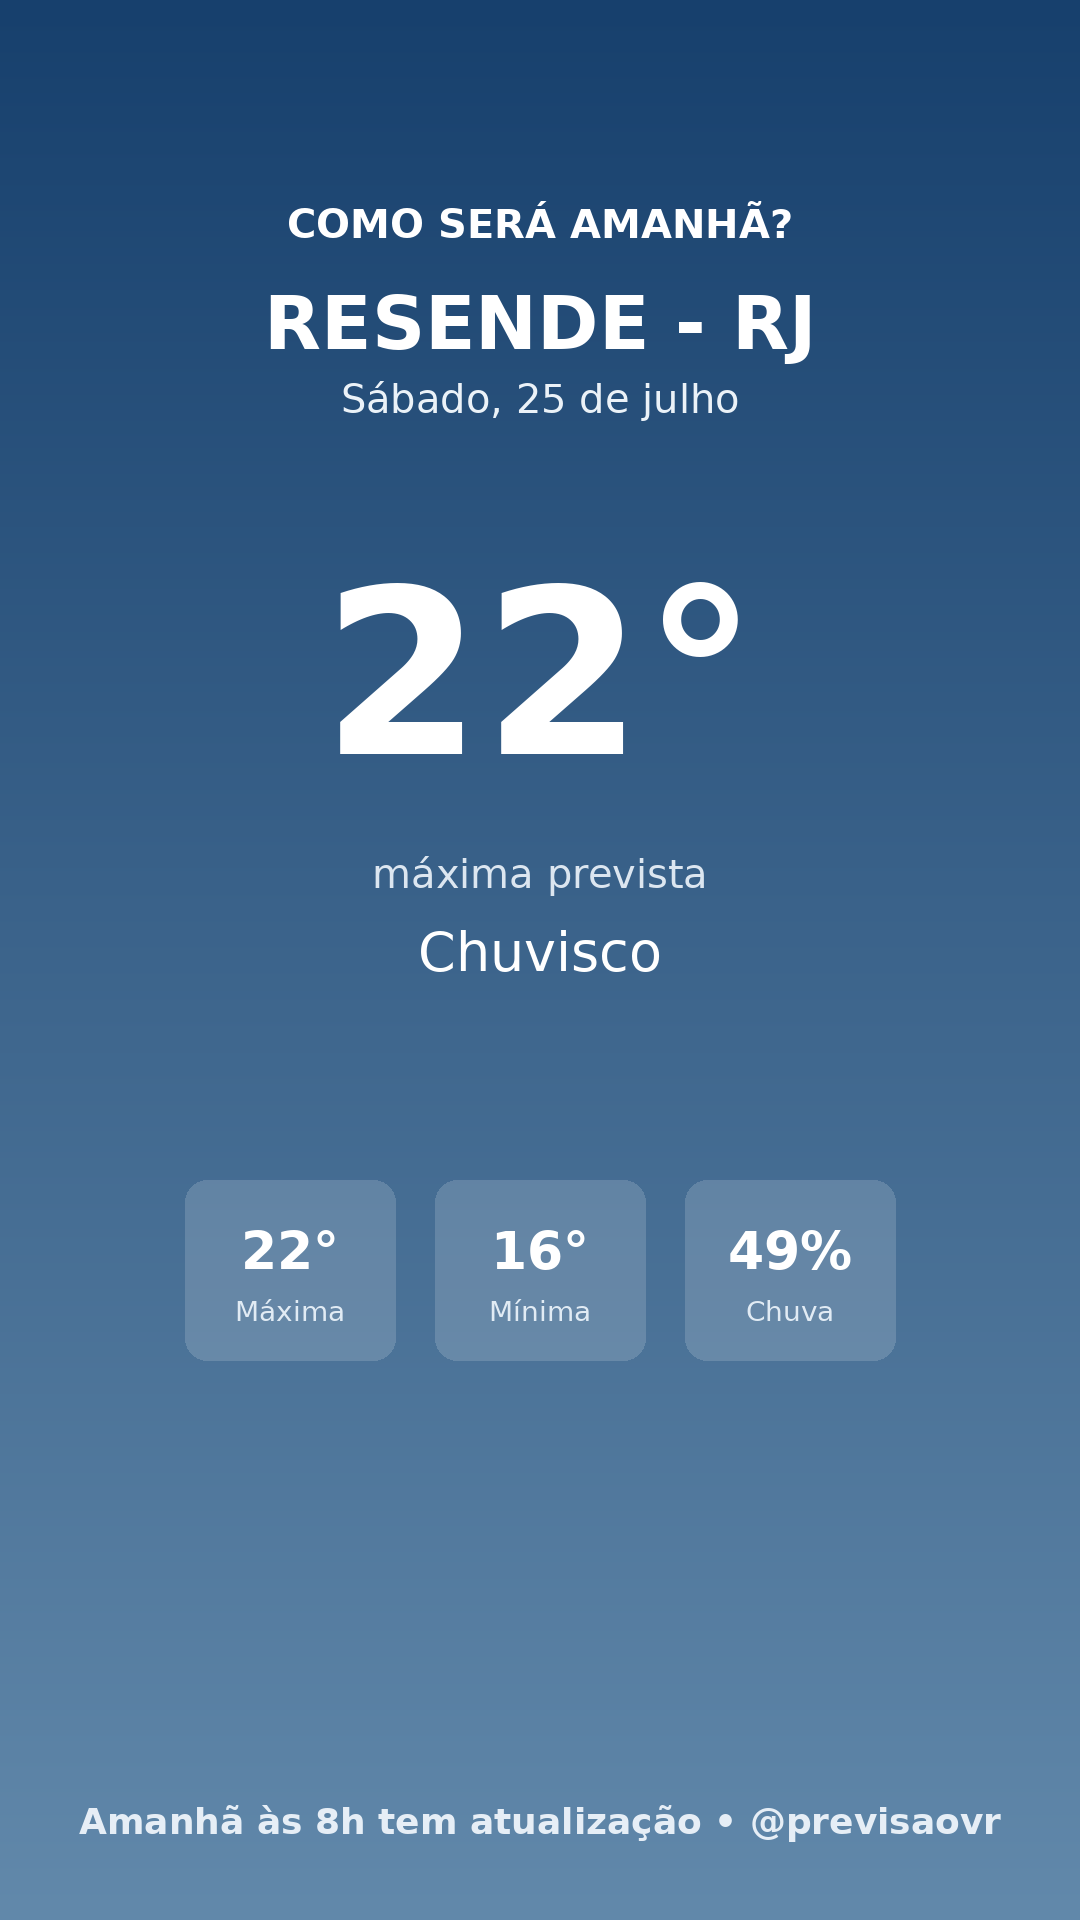 COMO SERÁ AMANHÃ?
RESENDE - RJ
Sábado, 25 de julho
22°
máxima prevista
Chuvisco
22°
Máxima
16°
Mínima
49%
Chuva
Amanhã às 8h tem atualização • @previsaovr